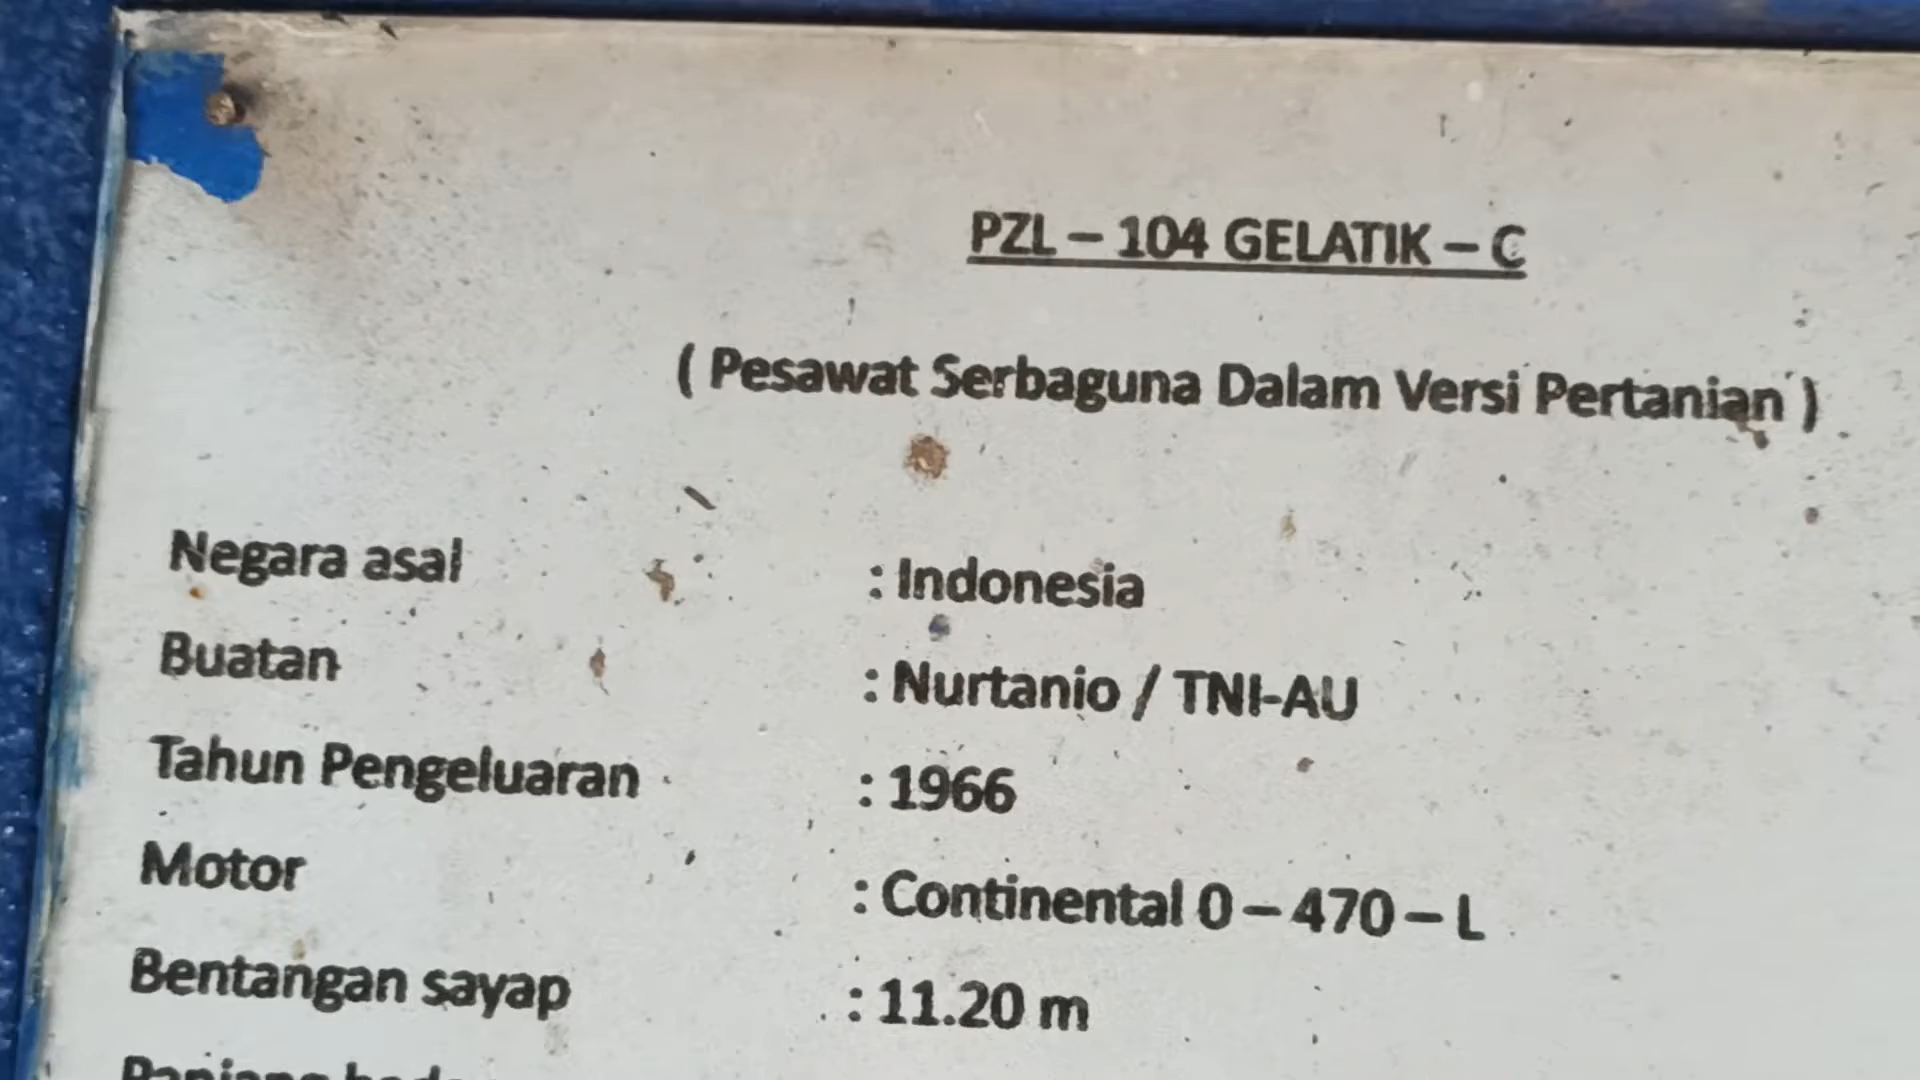 PZL – 104 GELATIK – C
( Pesawat Serbaguna Dalam Versi Pertanian )
Negara asal : Indonesia
Buatan : Nurtanio / TNI-AU
Tahun Pengeluaran : 1966
Motor : Continental 0 – 470 – L
Bentangan sayap : 11.20 m